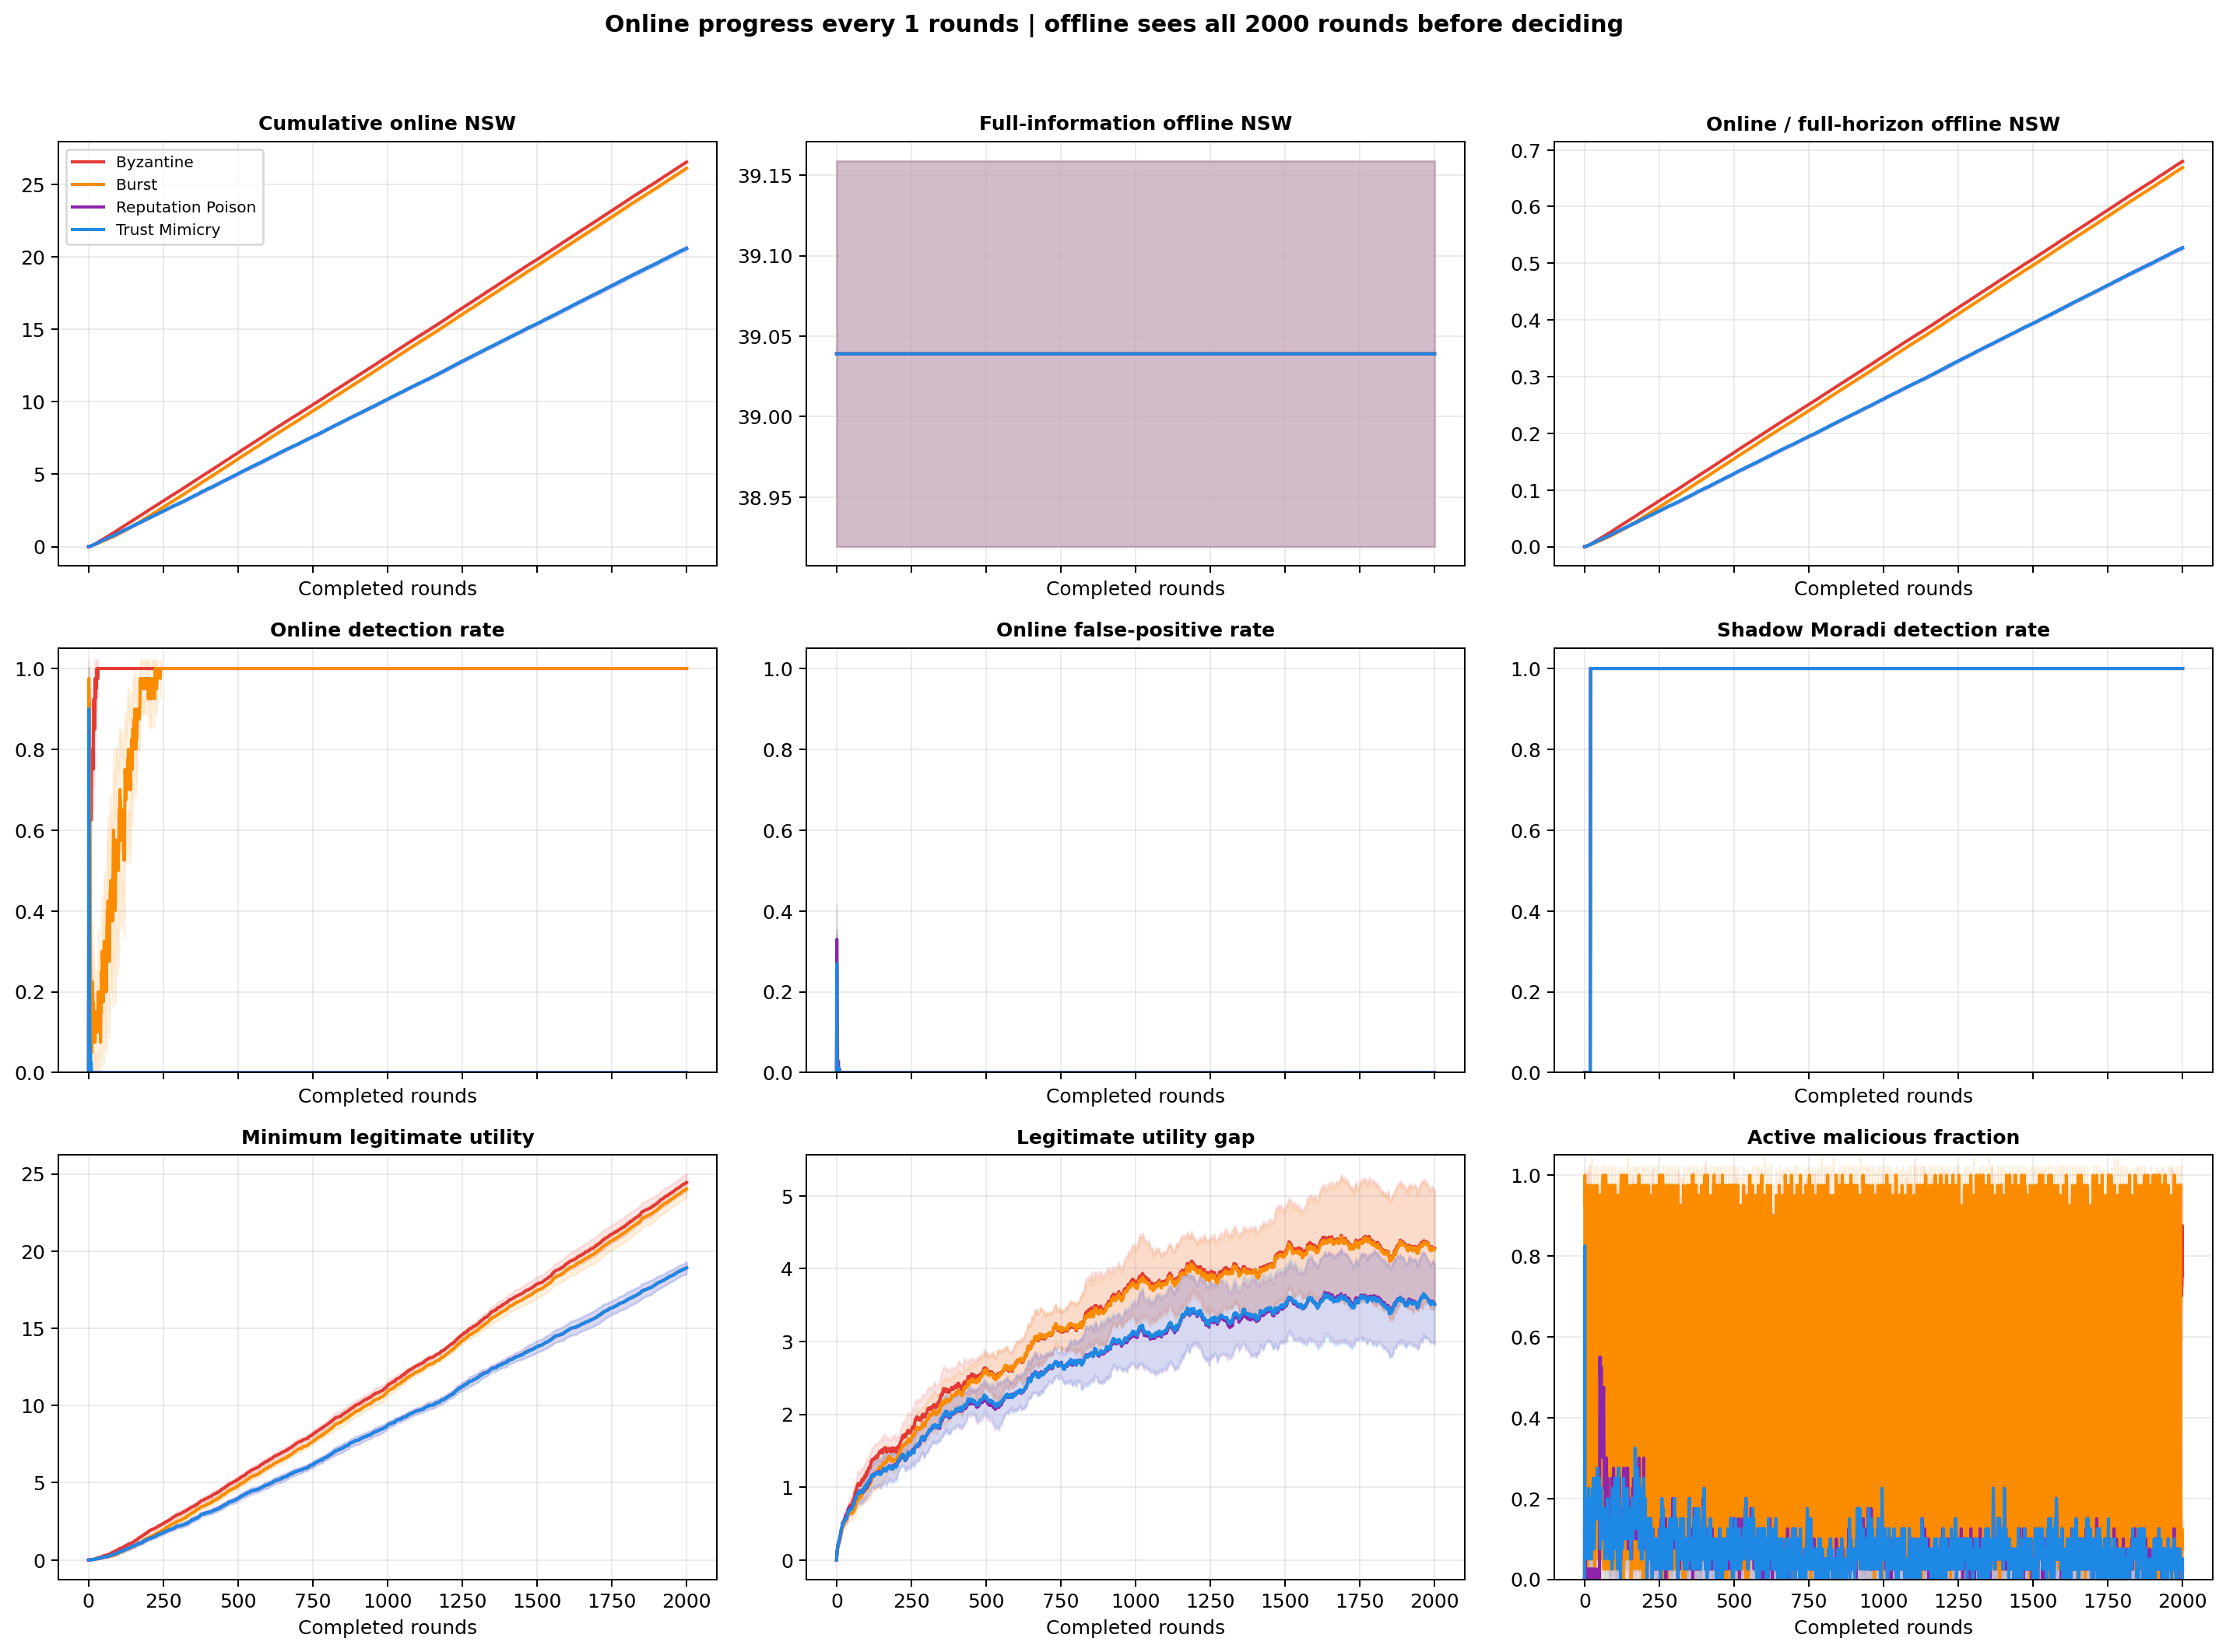 Online progress every 1 rounds | offline sees all 2000 rounds before deciding
Cumulative online NSW
Byzantine
Burst
Reputation Poison
Trust Mimicry
25
20
15
10
5
0
Completed rounds
Full-information offline NSW
39.15
39.10
39.05
39.00
38.95
Completed rounds
Online / full-horizon offline NSW
0.7
0.6
0.5
0.4
0.3
0.2
0.1
0.0
Completed rounds
Online detection rate
1.0
0.8
0.6
0.4
0.2
0.0
Completed rounds
Online false-positive rate
1.0
0.8
0.6
0.4
0.2
0.0
Completed rounds
Shadow Moradi detection rate
1.0
0.8
0.6
0.4
0.2
0.0
Completed rounds
Minimum legitimate utility
25
20
15
10
5
0
0 250 500 750 1000 1250 1500 1750 2000
Completed rounds
Legitimate utility gap
5
4
3
2
1
0
0 250 500 750 1000 1250 1500 1750 2000
Completed rounds
Active malicious fraction
1.0
0.8
0.6
0.4
0.2
0.0
0 250 500 750 1000 1250 1500 1750 2000
Completed rounds